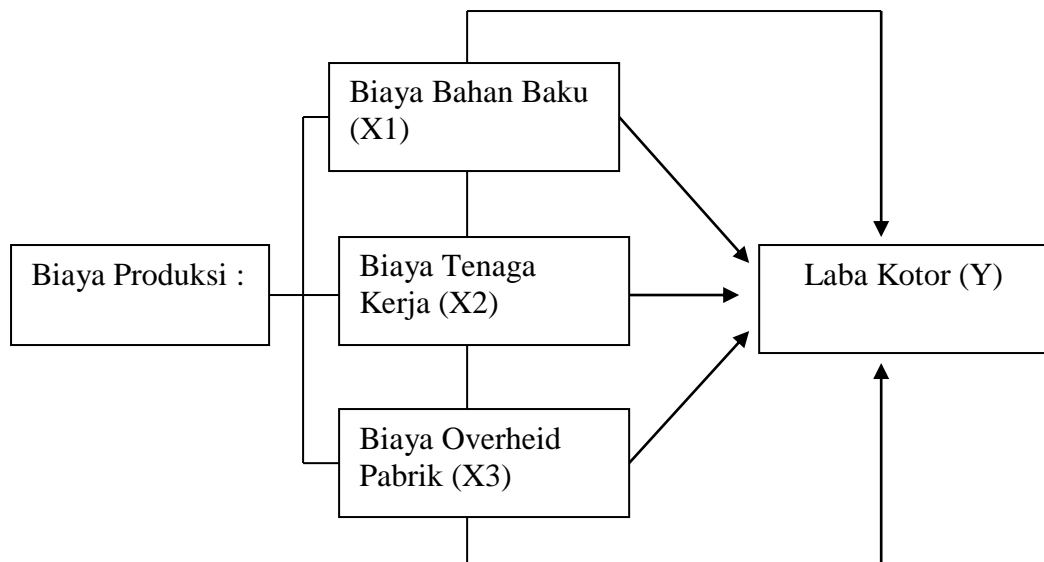 Biaya Bahan Baku
(X1)
Biaya Produksi :
Biaya Tenaga
Kerja (X2)
Laba Kotor (Y)
Biaya Overheid
Pabrik (X3)